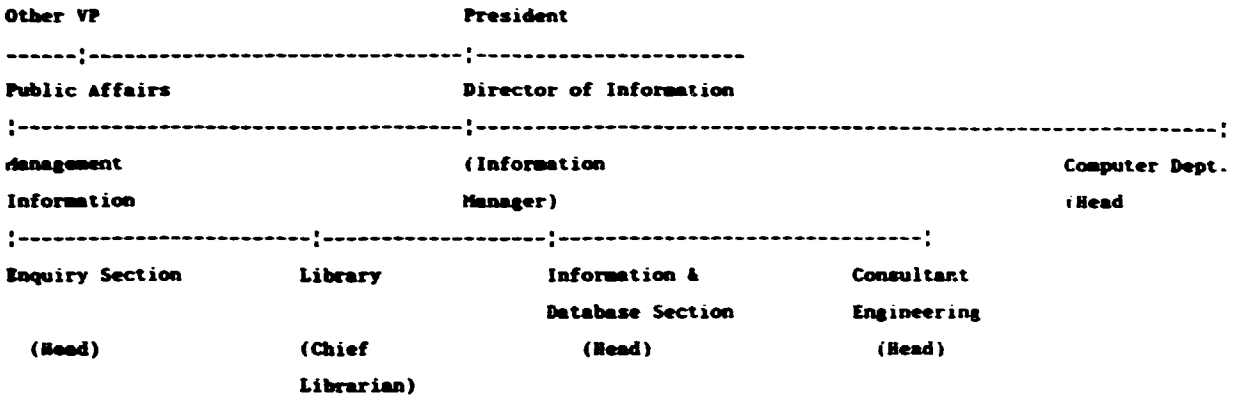 Other VP President
------¦--------------------------------¦-----------------------
Public Affairs Director of Information
¦--------------------------------------¦----------------------------------------------------------------¦
Management (Information Computer Dept.
Information Manager) (Head
¦--------------------------¦-------------------¦--------------------------------¦
Enquiry Section Library Information & Consultant
Database Section Engineering
(Head) (Chief (Head) (Head)
Librarian)